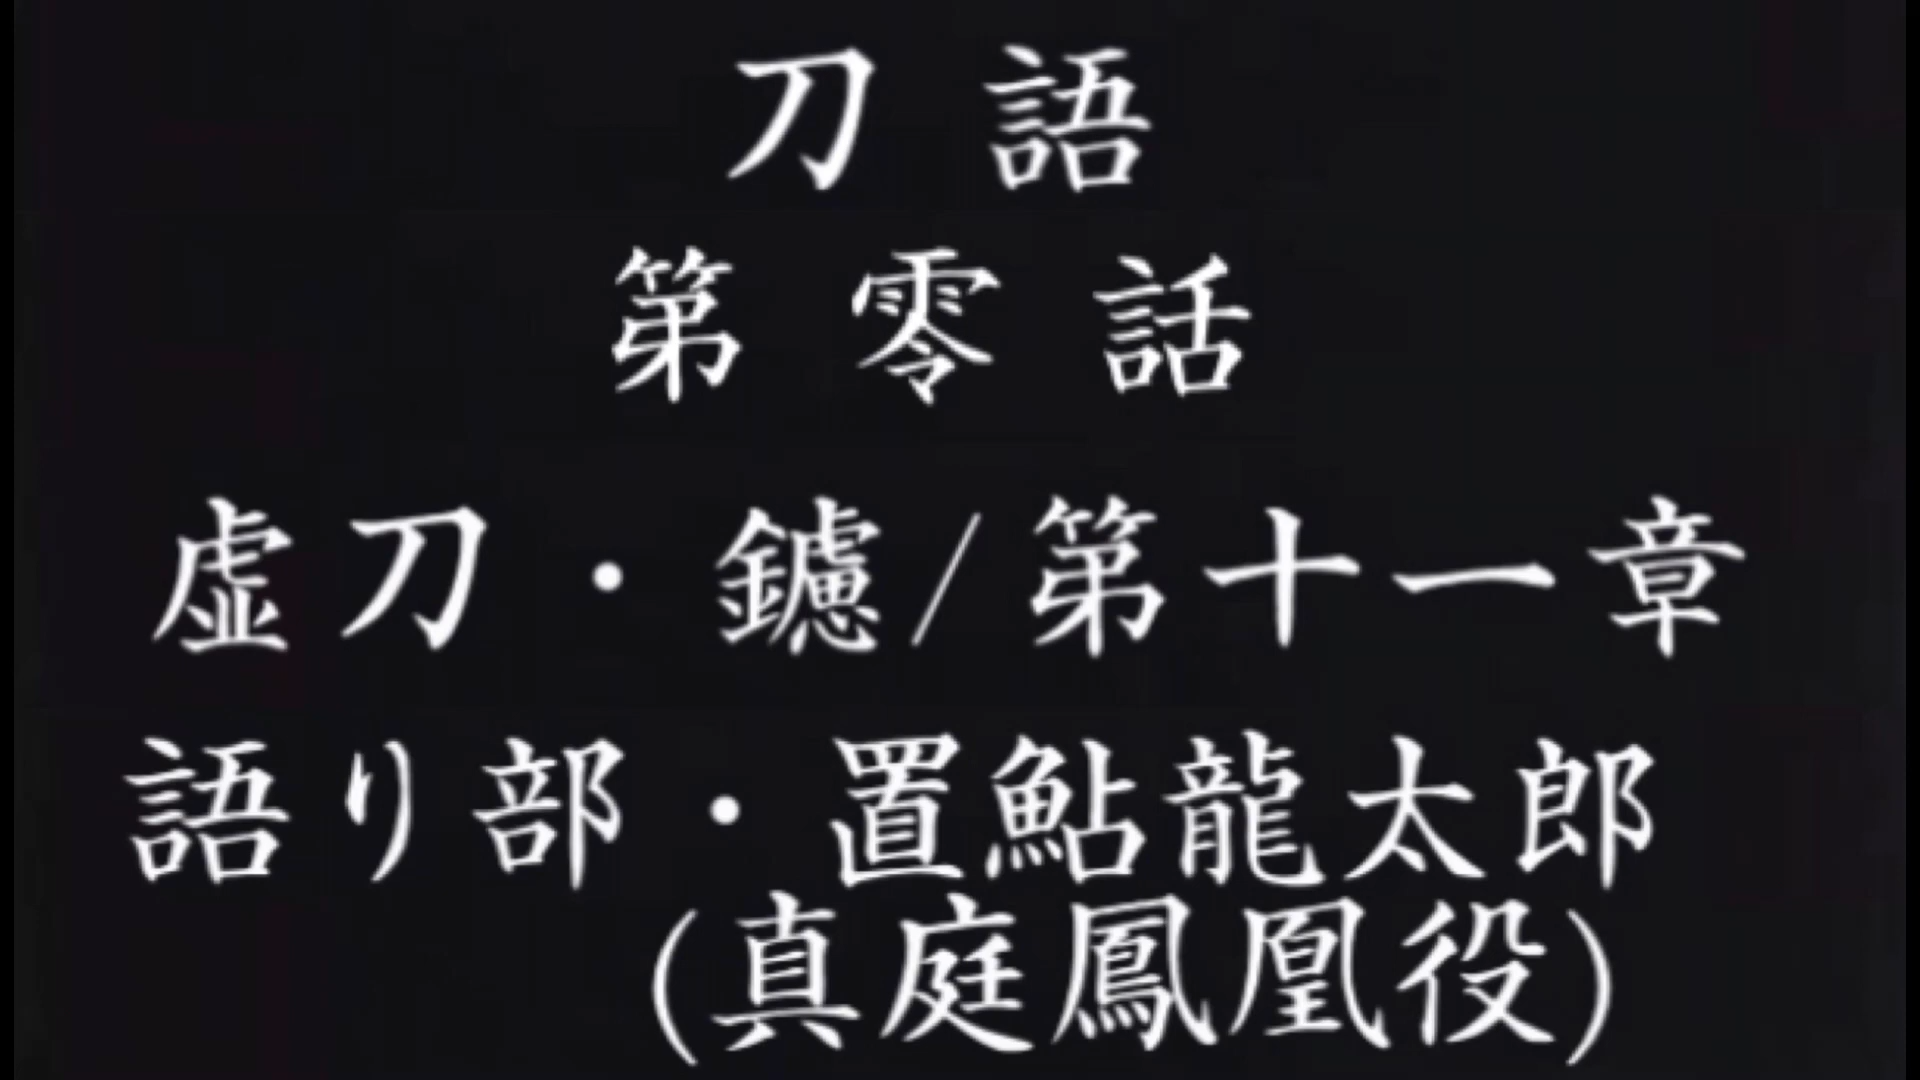 刀語
第零話
虚刀・鑢/第十一章
語り部・置鮎龍太郎
(真庭鳳凰役)